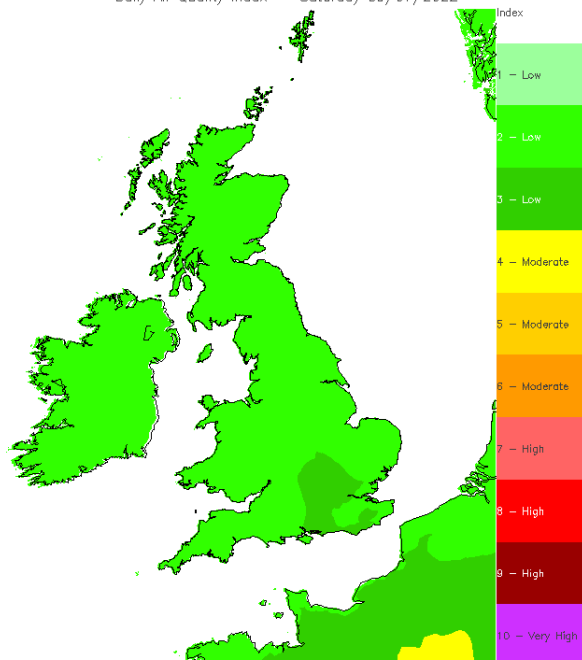 Index
1 - Low
2 - Low
3 - Low
4 - Moderate
5 - Moderate
6 - Moderate
7 - High
8 - High
9 - High
10 - Very High